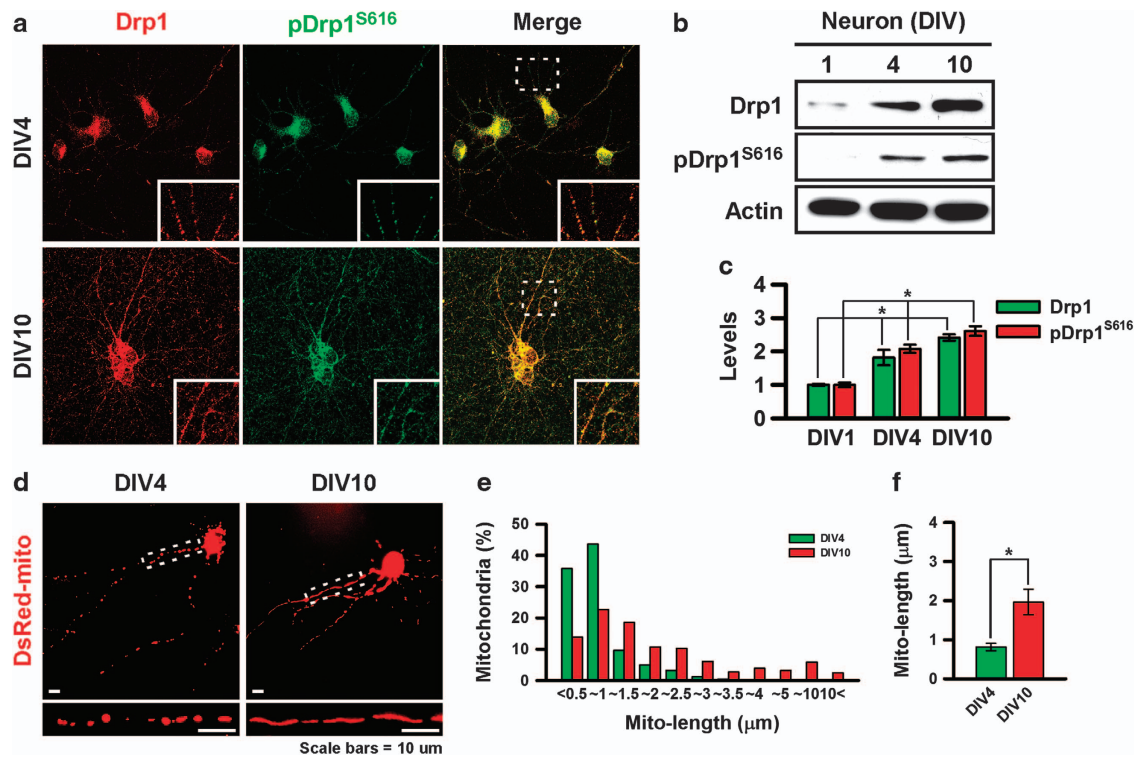 a
Drp1
pDrp1S616
Merge
DIV4
DIV10
b
Neuron (DIV)
1 4 10
Drp1
pDrp1S616
Actin
c
Levels
4
3
2
1
0
* *
Drp1
pDrp1S616
DIV1 DIV4 DIV10
d
DIV4 DIV10
DsRed-mito
Scale bars = 10 um
e
Mitochondria (%)
50
40
30
20
10
0
DIV4
DIV10
<0.5 ~1 ~1.5 ~2 ~2.5 ~3 ~3.5 ~4 ~5 ~1010<
Mito-length (μm)
f
Mito-length (μm)
4
3
2
1
0
*
DIV4
DIV10